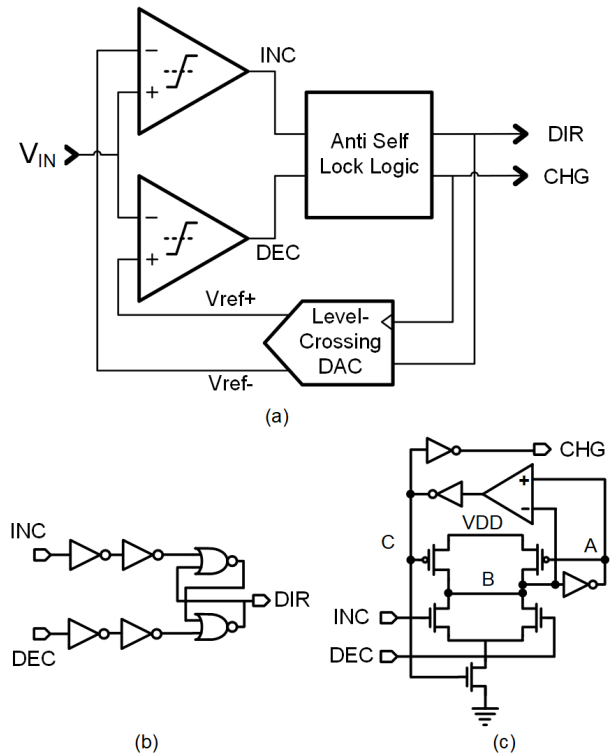 INC
Anti Self
Lock Logic
DIR
CHG
VIN
DEC
Vref+
Level-
Crossing
DAC
Vref-
(a)
INC
DIR
DEC
(b)
CHG
VDD
C
A
B
INC
DEC
(c)